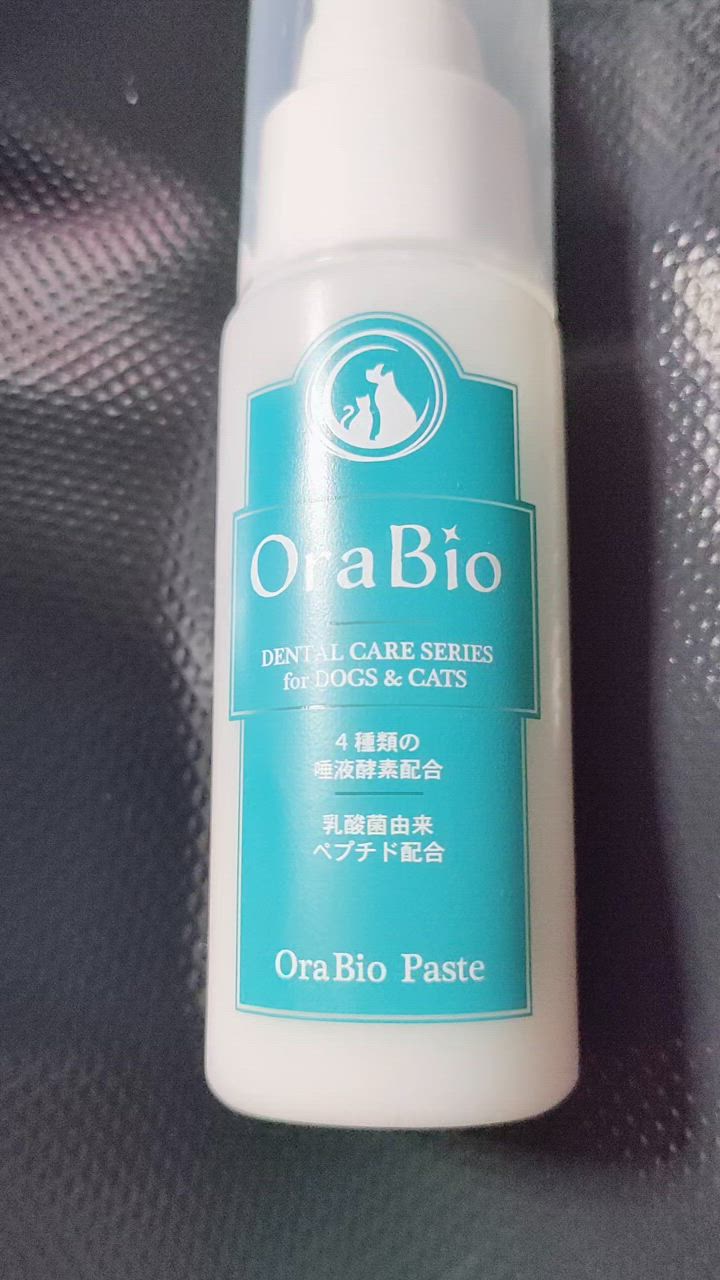 OraBio
DENTAL CARE SERIES
for DOGS & CATS
4種類の
唾液酵素配合
乳酸菌由来
ペプチド配合
OraBio Paste